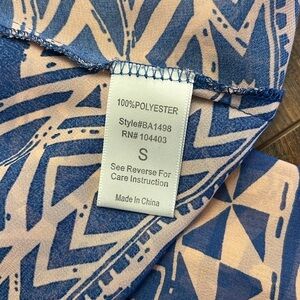 100%POLYESTER
Style#BA1498
RN# 104403
S
See Reverse For
Care Instruction
Made In China